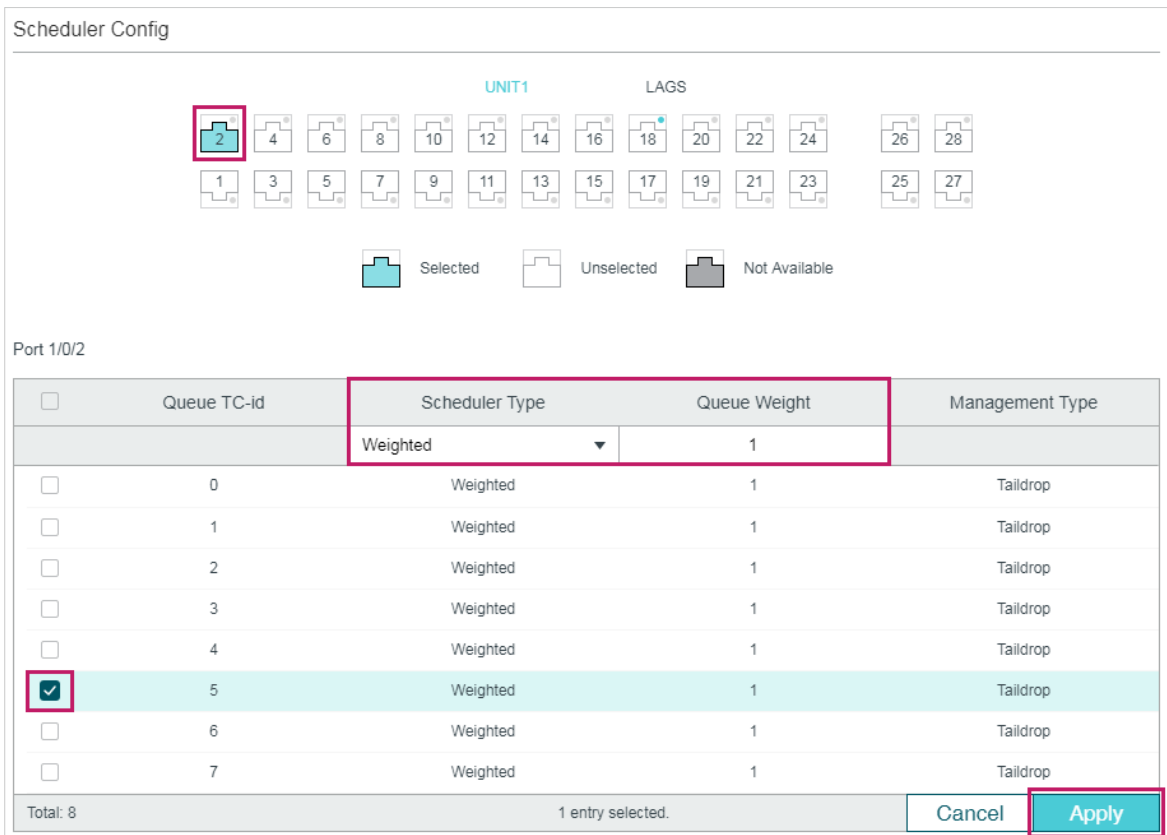 Scheduler Config
UNIT1 LAGS
2 4 6 8 10 12 14 16 18 20 22 24 26 28
1 3 5 7 9 11 13 15 17 19 21 23 25 27
Selected Unselected Not Available
Port 1/0/2
Queue TC-id Scheduler Type Queue Weight Management Type
Weighted 1
0 Weighted 1 Taildrop
1 Weighted 1 Taildrop
2 Weighted 1 Taildrop
3 Weighted 1 Taildrop
4 Weighted 1 Taildrop
5 Weighted 1 Taildrop
6 Weighted 1 Taildrop
7 Weighted 1 Taildrop
Total: 8 1 entry selected. Cancel Apply